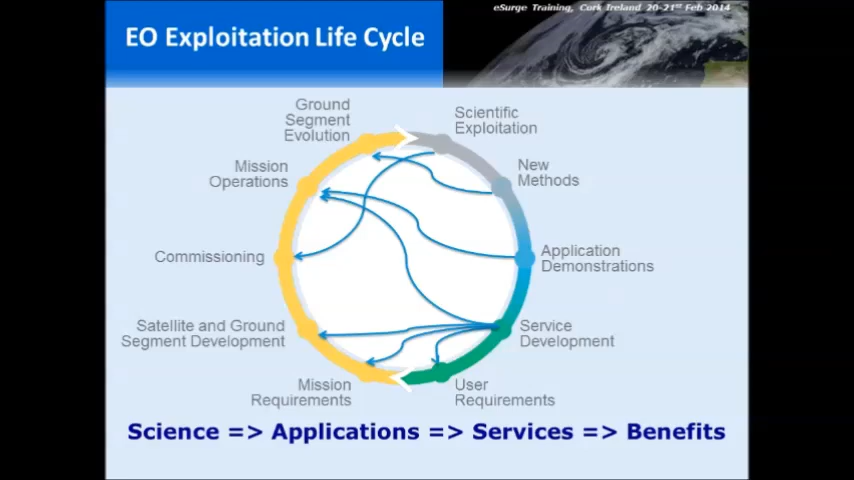 eSurge Training, Cork Ireland 20-21st Feb 2014
EO Exploitation Life Cycle
Ground
Segment
Evolution
Scientific
Exploitation
Mission
Operations
New
Methods
Commissioning
Application
Demonstrations
Satellite and Ground
Segment Development
Service
Development
Mission
Requirements
User
Requirements
Science => Applications => Services => Benefits